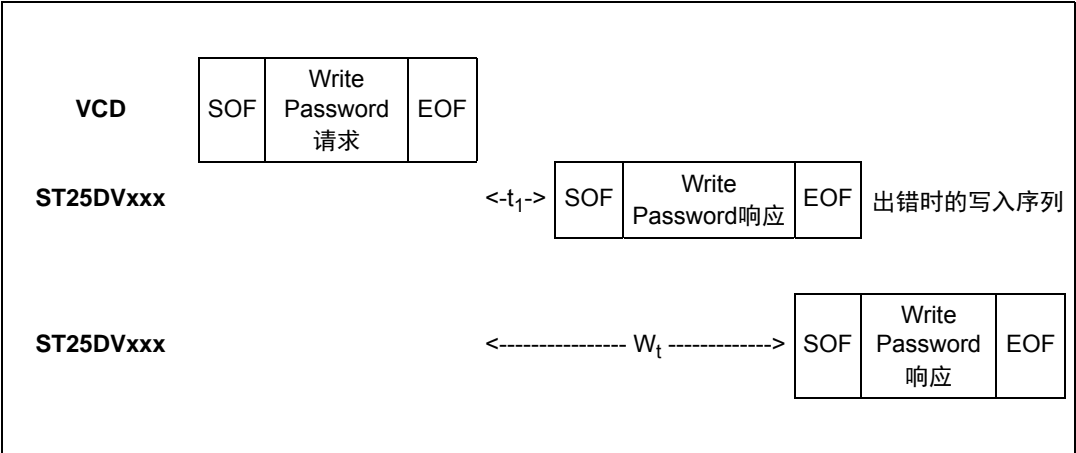 VCD SOF Write Password 请求 EOF
ST25DVxxx <-t1-> SOF Write Password响应 EOF 出错时的写入序列
ST25DVxxx <---------------- Wt -------------> SOF Write Password 响应 EOF